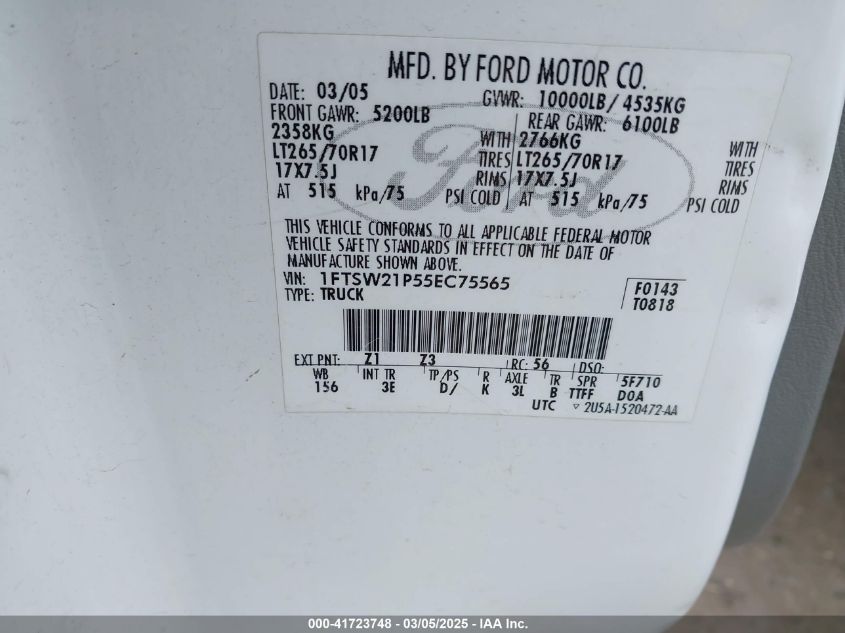 MFD. BY FORD MOTOR CO.
DATE: 03/05 GVWR: 10000LB/ 4535KG
FRONT GAWR: 5200LB REAR GAWR: 6100LB
2358KG WITH 2766KG WITH
LT265/70R17 TIRES LT265/70R17 TIRES
17X7.5J RIMS 17X7.5J RIMS
AT 515 kPa/75 PSI COLD AT 515 kPa/75 PSI COLD
Ford
THIS VEHICLE CONFORMS TO ALL APPLICABLE FEDERAL MOTOR
VEHICLE SAFETY STANDARDS IN EFFECT ON THE DATE OF
MANUFACTURE SHOWN ABOVE.
VIN: 1FTSW21P55EC75565 F0143
TYPE: TRUCK T0818
EXT PNT: Z1 Z3 RC: 56 DSO:
WB INT TR TP/PS R AXLE TR SPR 5F710
156 3E D/ K 3L B TTFF DOA
UTC ▽ 2U5A-1520472-AA
000-41723748 - 03/05/2025 - IAA Inc.